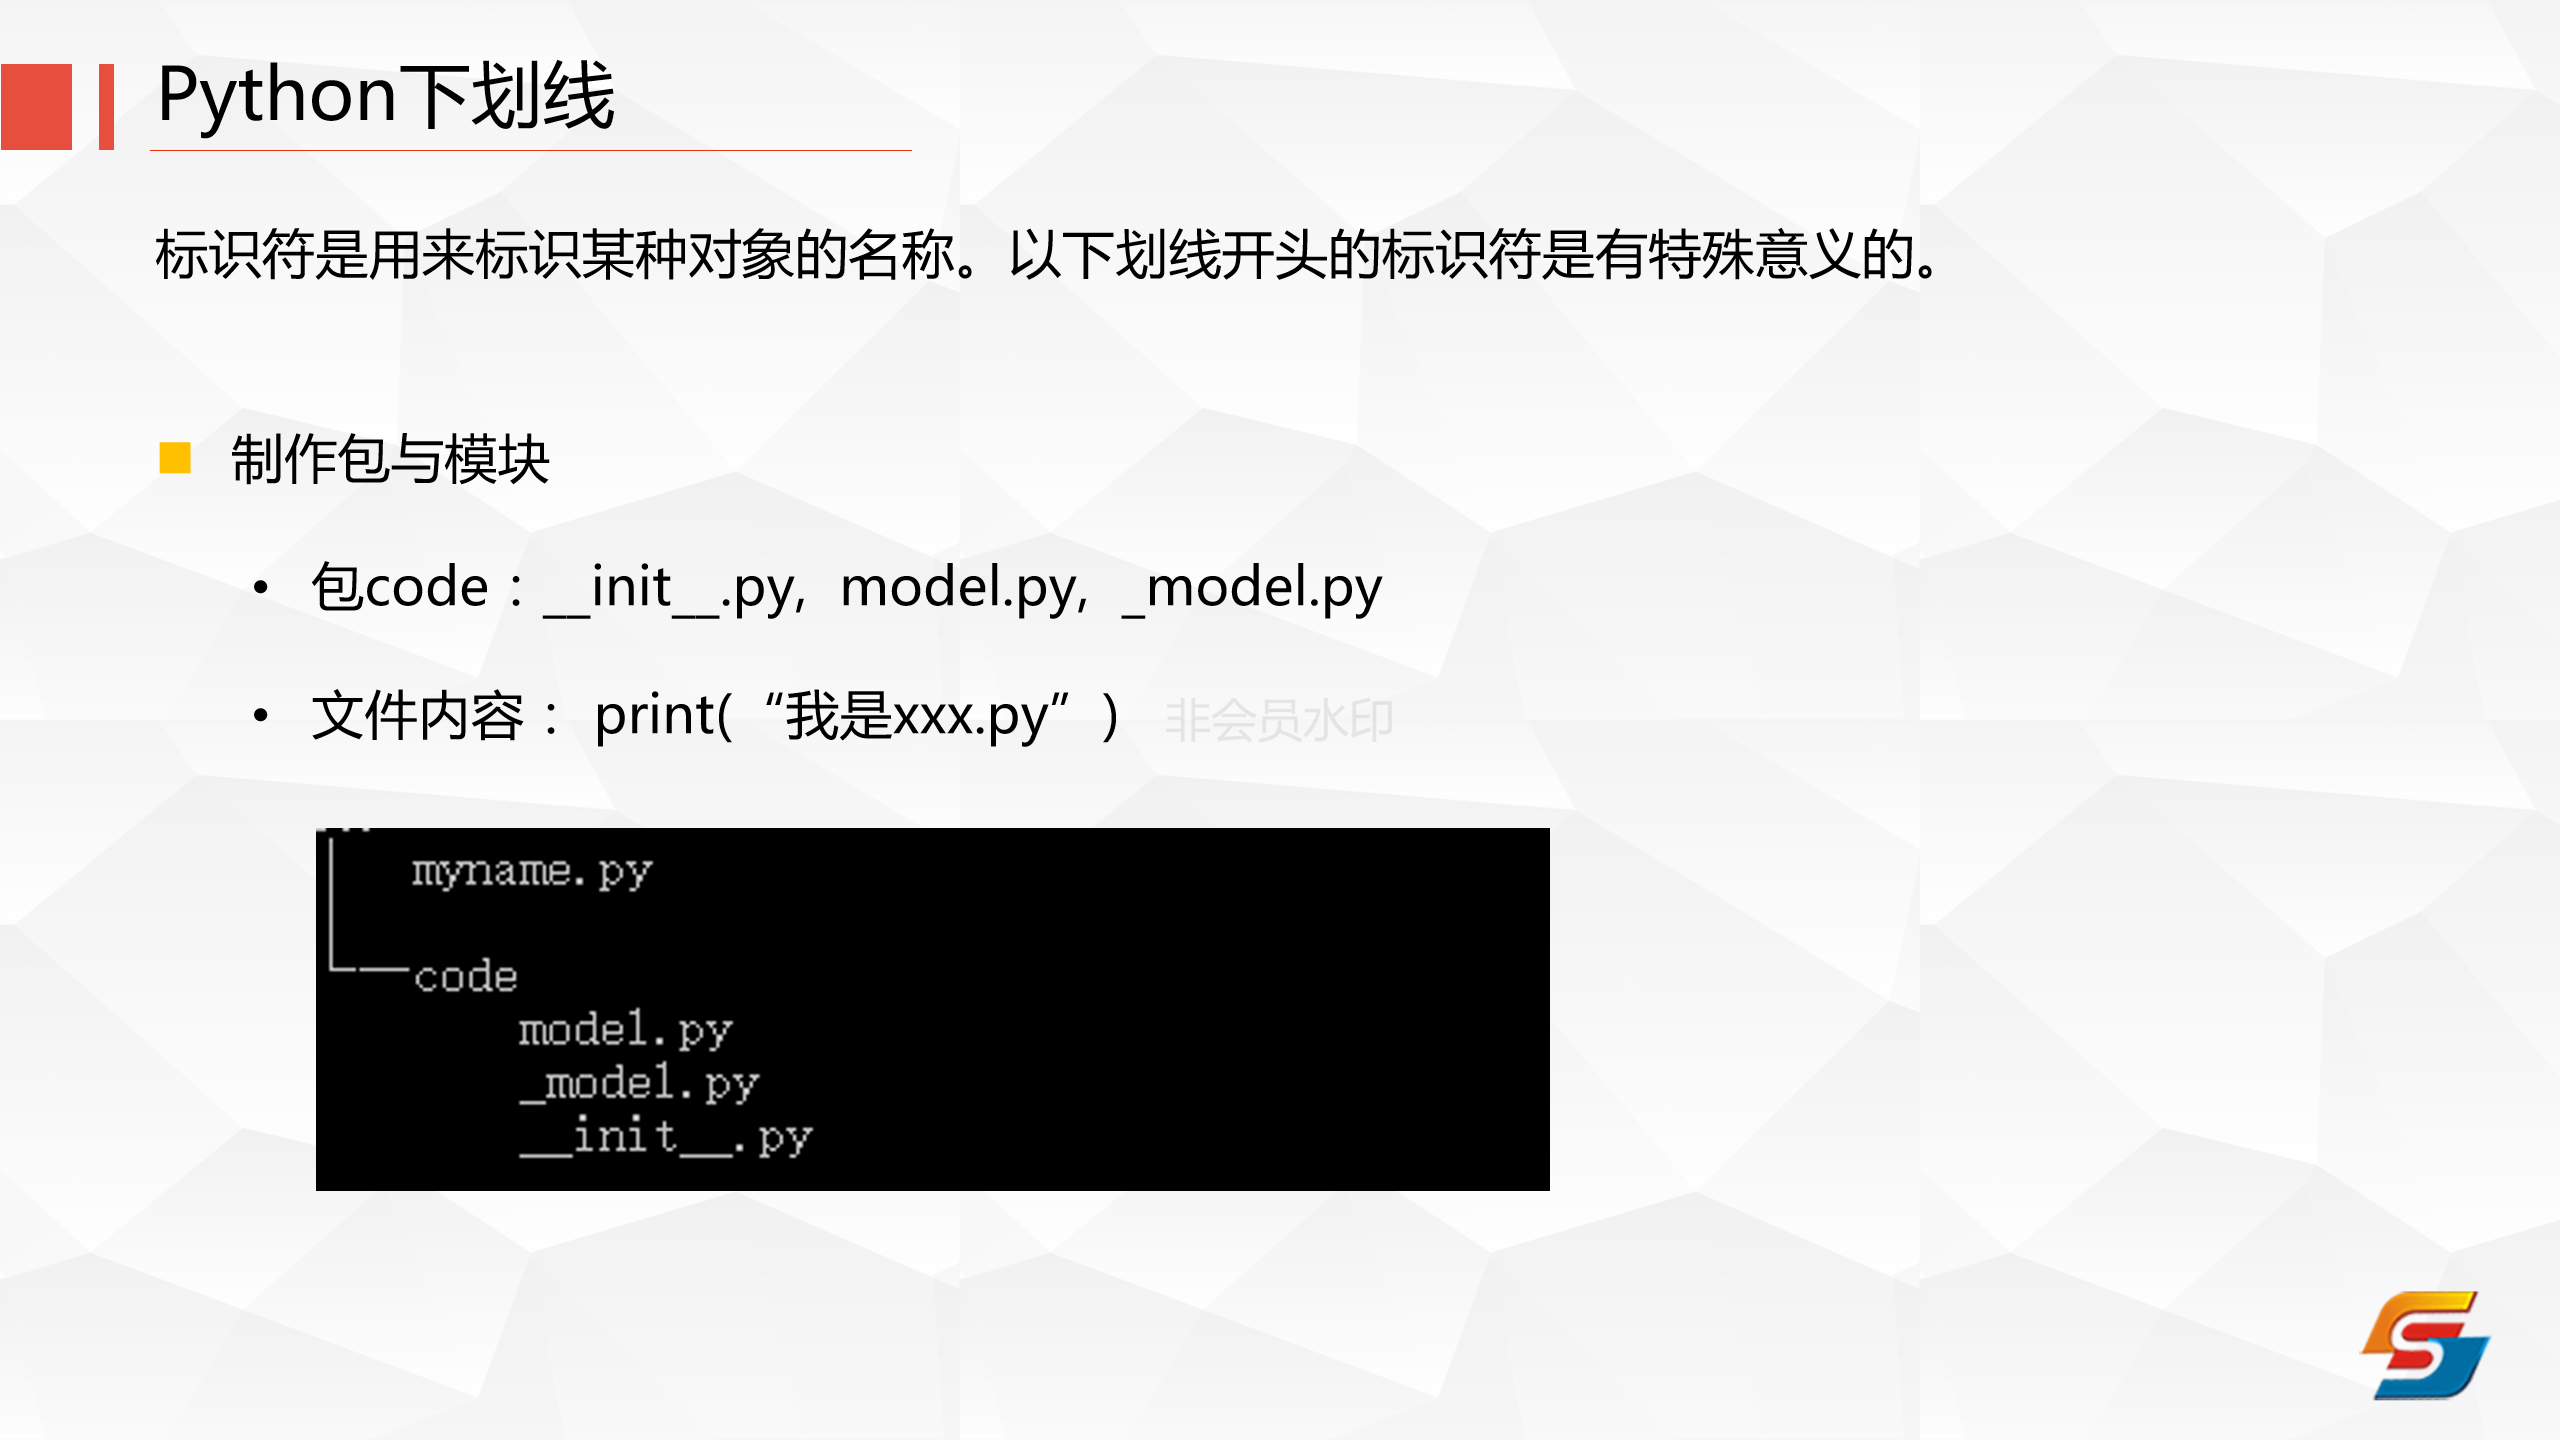 Python下划线
标识符是用来标识某种对象的名称。以下划线开头的标识符是有特殊意义的。
制作包与模块
• 包code：__init__.py, model.py, _model.py
• 文件内容： print(“我是xxx.py”)
非会员水印
myname.py
code
model.py
_model.py
__init__.py